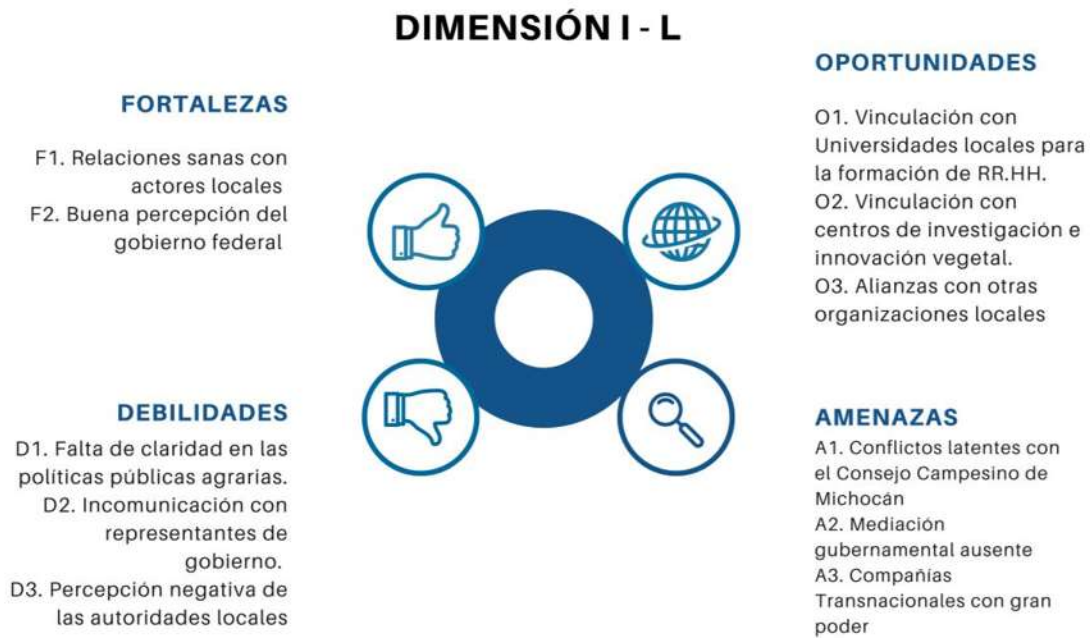 DIMENSIÓN I - L
FORTALEZAS
F1. Relaciones sanas con
actores locales
F2. Buena percepción del
gobierno federal
OPORTUNIDADES
O1. Vinculación con
Universidades locales para
la formación de RR.HH.
O2. Vinculación con
centros de investigación e
innovación vegetal.
O3. Alianzas con otras
organizaciones locales
DEBILIDADES
D1. Falta de claridad en las
políticas públicas agrarias.
D2. Incomunicación con
representantes de
gobierno.
D3. Percepción negativa de
las autoridades locales
AMENAZAS
A1. Conflictos latentes con
el Consejo Campesino de
Michocán
A2. Mediación
gubernamental ausente
A3. Compañías
Transnacionales con gran
poder